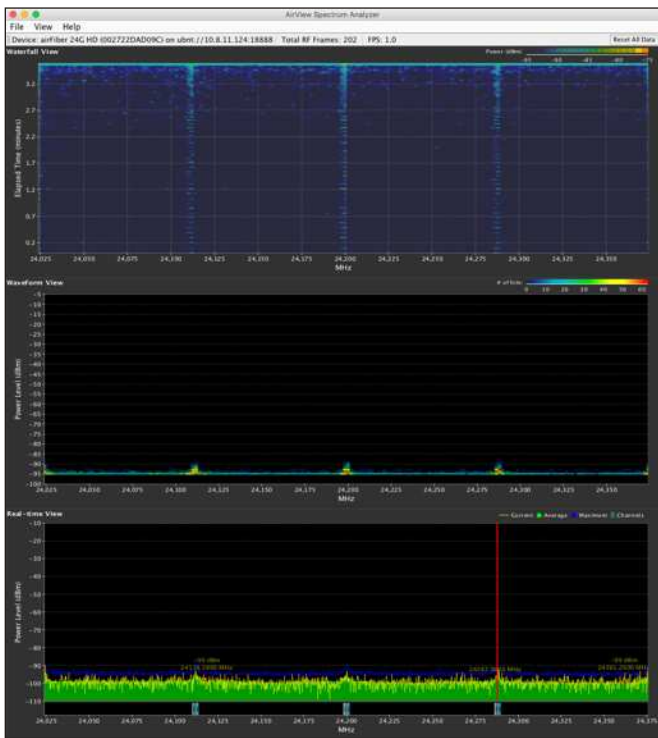 AirView Spectrum Analyzer
File View Help
Device: airFiber 24G HD (002722DAD09C) on ubnt://10.8.11.124:18888 Total RF Frames: 202 FPS: 1.0 Reset All Data
Waterfall View
Power (dBm)
Elapsed Time (minutes)
3.2
2.7
2.2
1.7
1.2
0.7
0.2
24,025 24,050 24,075 24,100 24,125 24,150 24,175 24,200 24,225 24,250 24,275 24,300 24,325 24,350
MHz
Waveform View
# of hits:
0 10 20 30 40 50 60
Power Level (dBm)
-5
-10
-15
-20
-25
-30
-35
-40
-45
-50
-55
-60
-65
-70
-75
-80
-85
-90
-95
-100
24,025 24,050 24,075 24,100 24,125 24,150 24,175 24,200 24,225 24,250 24,275 24,300 24,325 24,350
MHz
Real-time View
Current Average Maximum Channels
Power Level (dBm)
-10
-20
-30
-40
-50
-60
-70
-80
-90
-100
-110
24,025 24,050 24,075 24,100 24,125 24,150 24,175 24,200 24,225 24,250 24,275 24,300 24,325 24,350 24,375
MHz